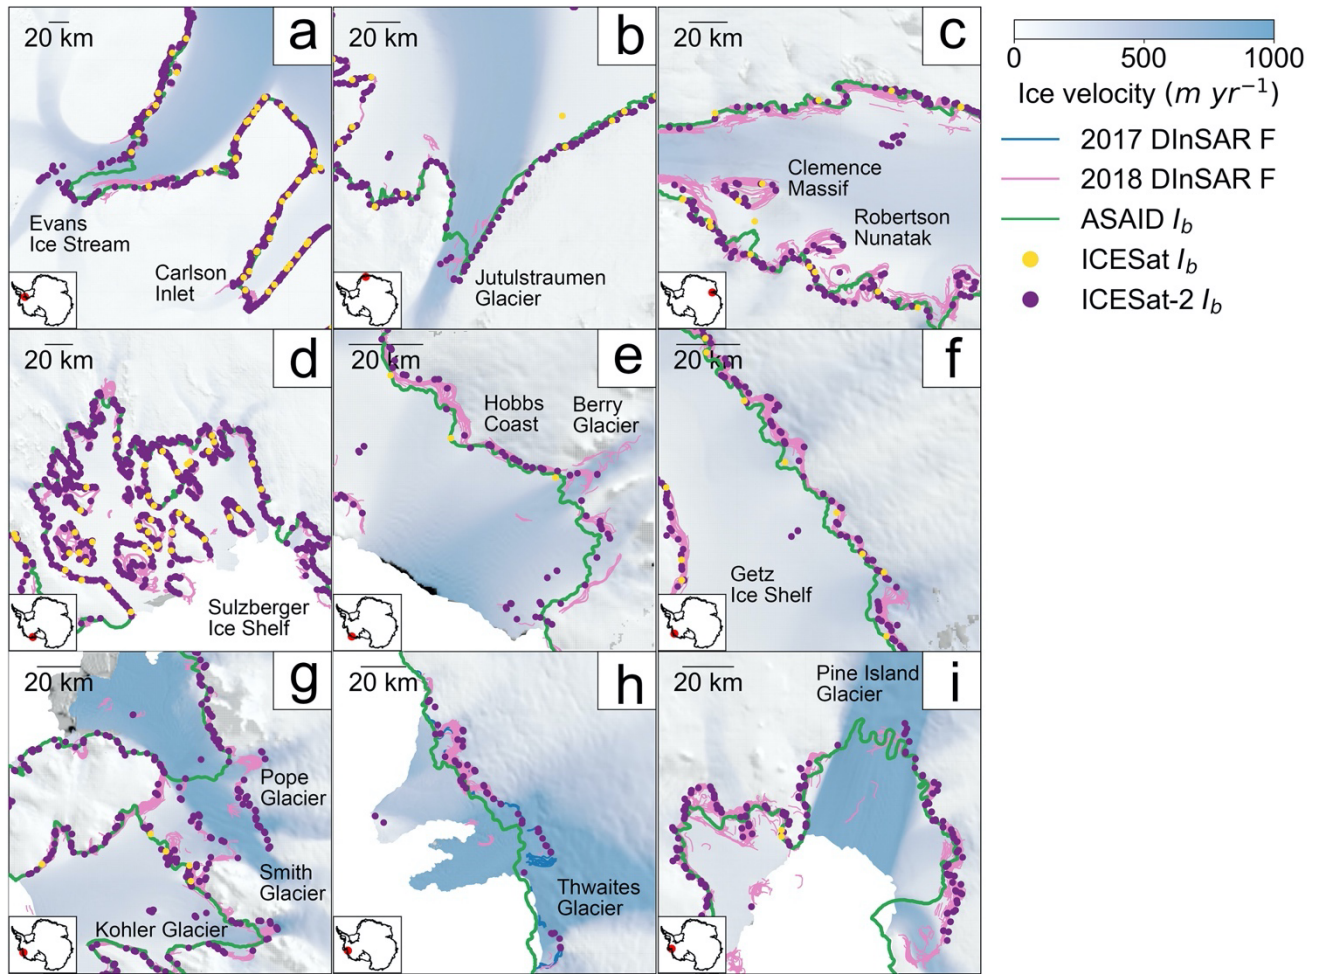 20 km
a
Evans
Ice Stream
Carlson
Inlet
20 km
b
Jutulstraumen
Glacier
20 km
c
Clemence
Massif
Robertson
Nunatak
20 km
d
Sulzberger
Ice Shelf
20 km
e
Hobbs
Coast
Berry
Glacier
20 km
f
Getz
Ice Shelf
20 km
g
Pope
Glacier
Smith
Glacier
Kohler Glacier
20 km
h
Thwaites
Glacier
20 km
i
Pine Island
Glacier
0 500 1000
Ice velocity (m yr⁻¹)
2017 DInSAR F
2018 DInSAR F
ASAID I_b
ICESat I_b
ICESat-2 I_b